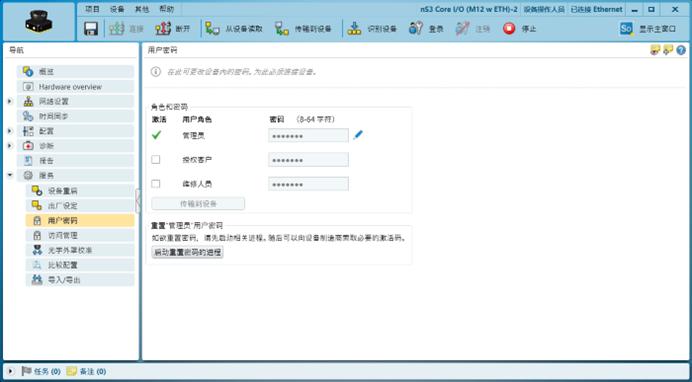 项目 设备 其他 帮助
nS3 Core I/O (M12 w ETH)-2 设备操作人员 已连接 Ethernet
连接 断开 从设备读取 传输到设备 识别设备 登录 注销 停止 So 显示主窗口
导航
概览
Hardware overview
网络设置
时间同步
配置
诊断
报告
服务
设备重启
出厂设定
用户密码
访问管理
光学外罩校准
比较配置
导入/导出
用户密码
在此可更改设备内的密码。为此必须连接设备。
角色和密码
激活 用户角色 密码 (8-64 字符)
管理员
授权客户
维修人员
传输到设备
重置"管理员"用户密码
如欲重置密码，请先启动相关进程。随后可以向设备制造商索取必要的激活码。
启动重置密码的进程
任务 (0) 备注 (0)